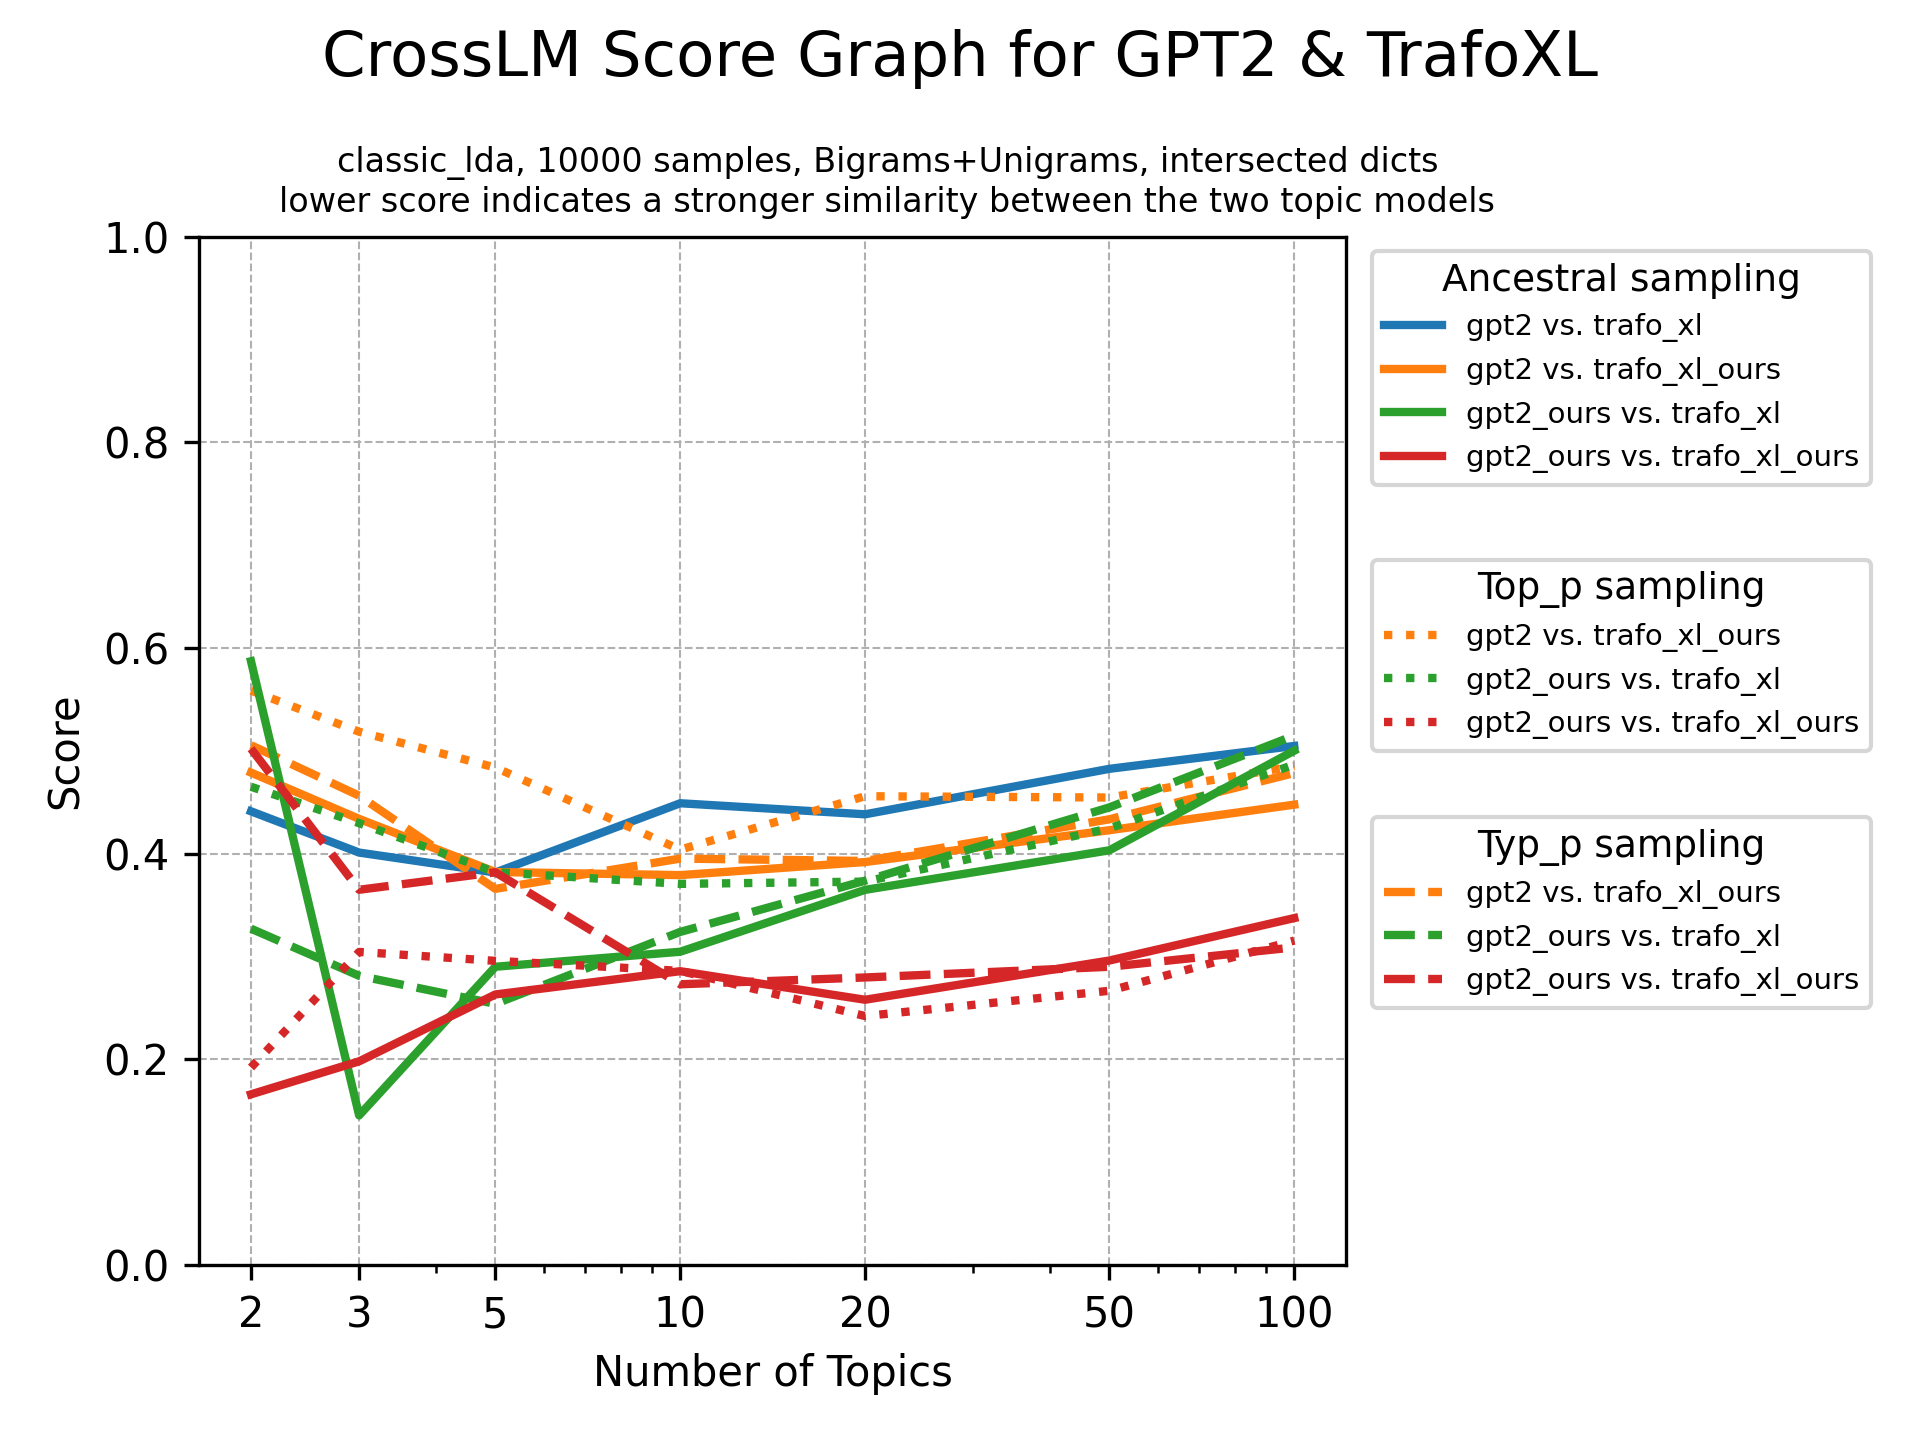 CrossLM Score Graph for GPT2 & TrafoXL
classic_lda, 10000 samples, Bigrams+Unigrams, intersected dicts
lower score indicates a stronger similarity between the two topic models
1.0
0.8
0.6
0.4
0.2
0.0
Score
2 3 5 10 20 50 100
Number of Topics
Ancestral sampling
gpt2 vs. trafo_xl
gpt2 vs. trafo_xl_ours
gpt2_ours vs. trafo_xl
gpt2_ours vs. trafo_xl_ours
Top_p sampling
gpt2 vs. trafo_xl_ours
gpt2_ours vs. trafo_xl
gpt2_ours vs. trafo_xl_ours
Typ_p sampling
gpt2 vs. trafo_xl_ours
gpt2_ours vs. trafo_xl
gpt2_ours vs. trafo_xl_ours